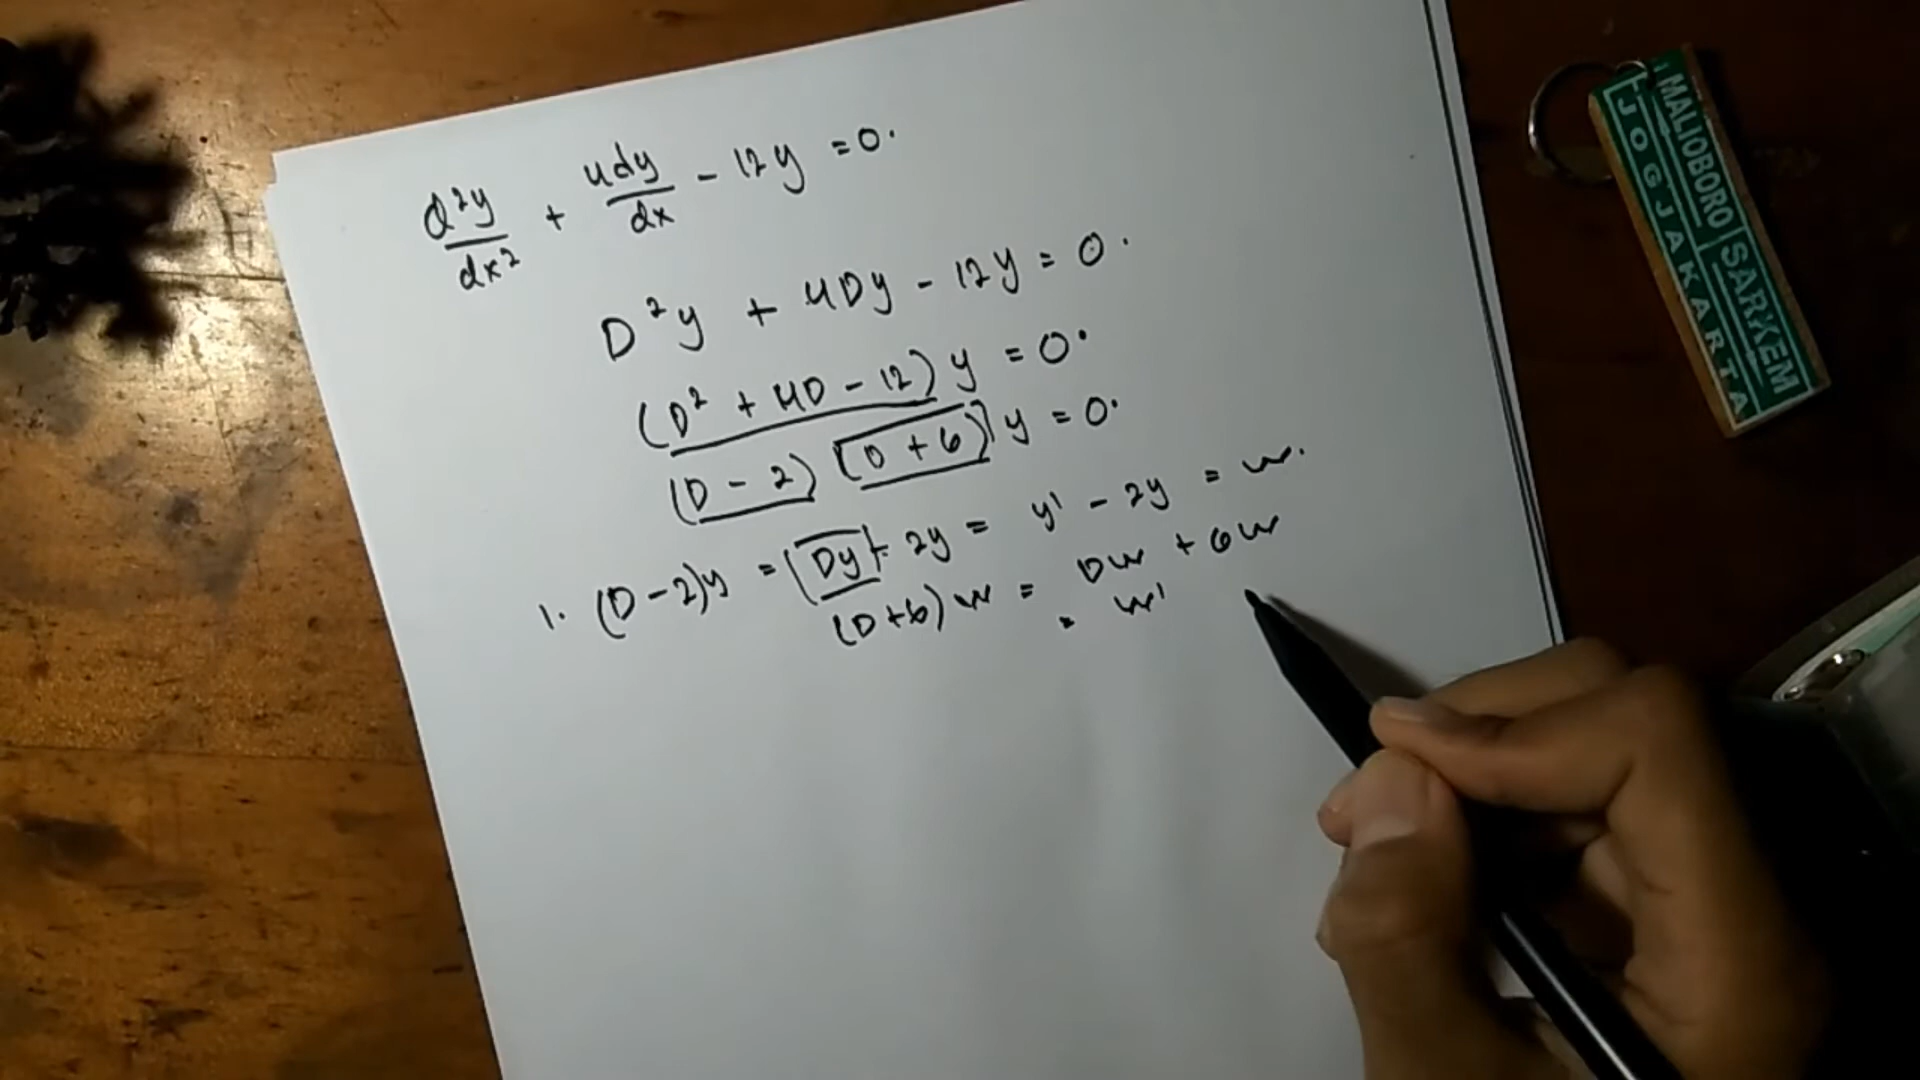 d²y/dx² + 4dy/dx - 12y = 0.
D²y + 4Dy - 12y = 0.
(D² + 4D - 12) y = 0.
(D - 2) (D + 6) y = 0.
1. (D - 2)y = (Dy) - 2y = y' - 2y = w.
(D + 6) w = Dw + 6w
= w'
MALIOBORO SARKEM
JOGJAKARTA